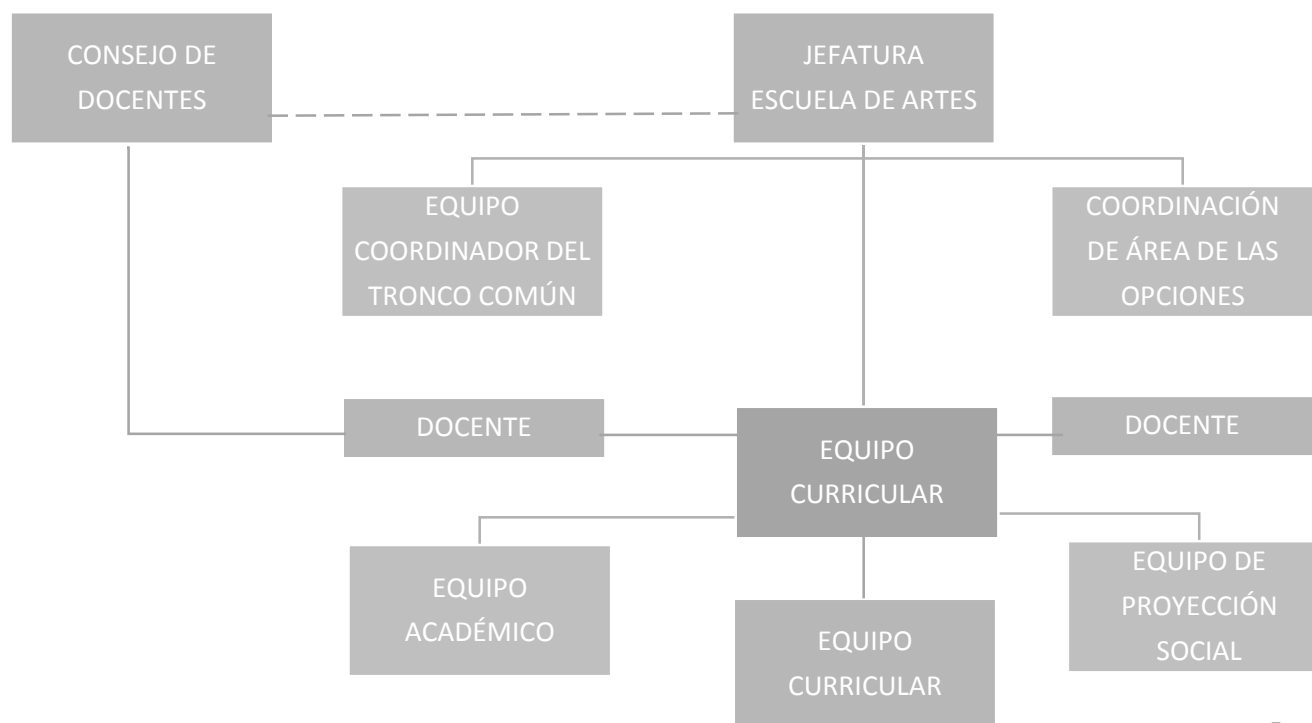 CONSEJO DE
DOCENTES
JEFATURA
ESCUELA DE ARTES
EQUIPO
COORDINADOR DEL
TRONCO COMÚN
COORDINACIÓN
DE ÁREA DE LAS
OPCIONES
DOCENTE
EQUIPO
CURRICULAR
DOCENTE
EQUIPO
ACADÉMICO
EQUIPO
CURRICULAR
EQUIPO DE
PROYECCIÓN
SOCIAL